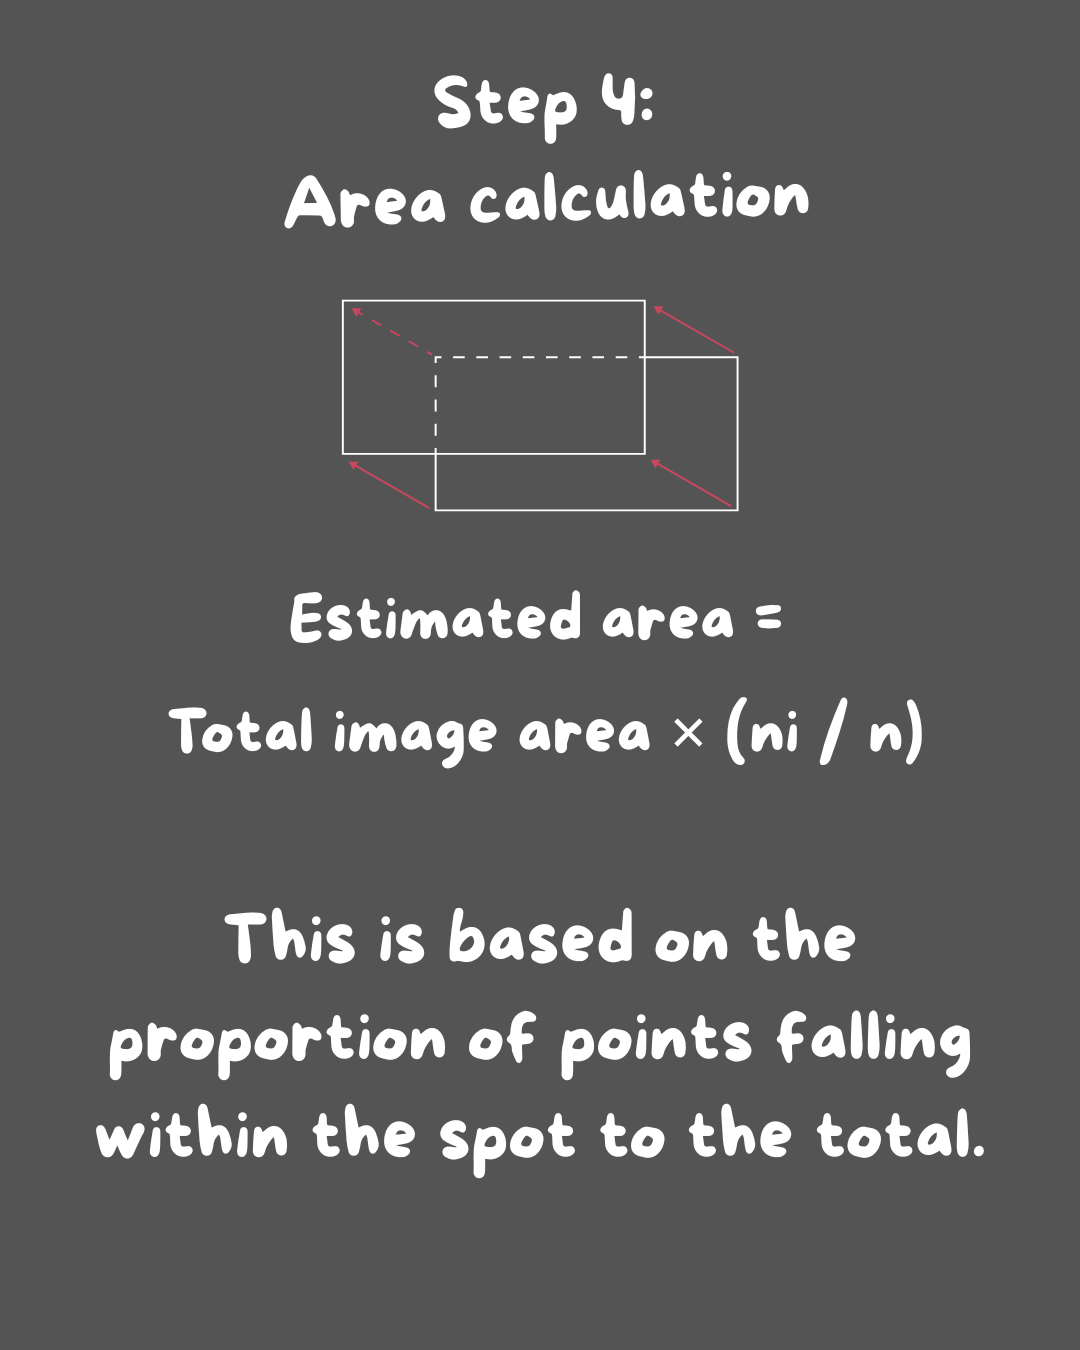 Step 4:
Area calculation
Estimated area =
Total image area × (ni / n)
This is based on the
proportion of points falling
within the spot to the total.